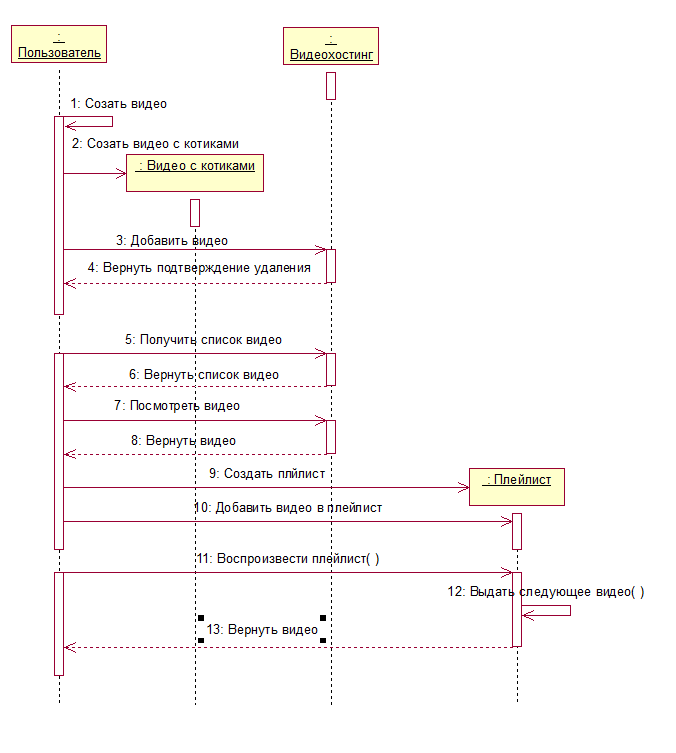 :
Пользователь
:
Видеохостинг
1: Созать видео
2: Созать видео с котиками
: Видео с котиками
3: Добавить видео
4: Вернуть подтверждение удаления
5: Получить список видео
6: Вернуть список видео
7: Посмотреть видео
8: Вернуть видео
9: Создать плйлист
: Плейлист
10: Добавить видео в плейлист
11: Воспроизвести плейлист( )
12: Выдать следующее видео( )
13: Вернуть видео